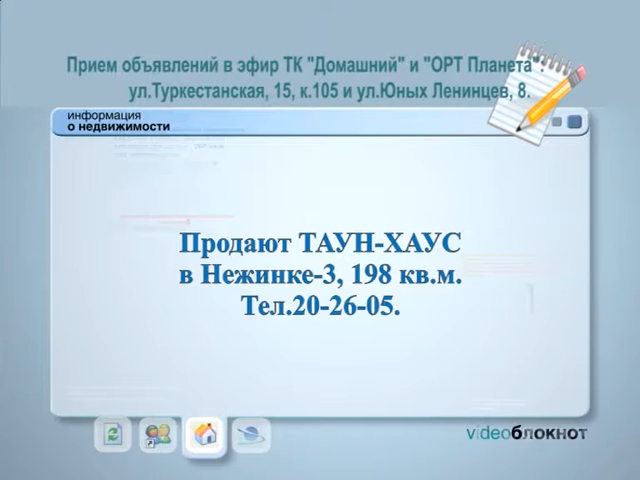 Прием объявлений в эфир ТК "Домашний" и "ОРТ Планета":
ул.Туркестанская, 15, к.105 и ул.Юных Ленинцев, 8.
информация
о недвижимости
Продают ТАУН-ХАУС
в Нежинке-3, 198 кв.м.
Тел.20-26-05.
videoблокнот